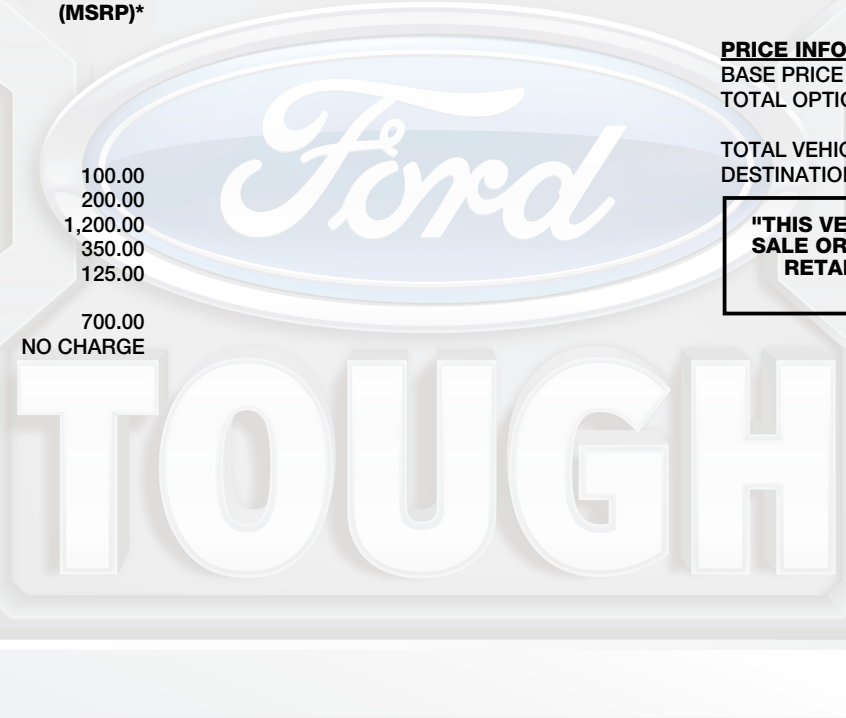 (MSRP)*
100.00
200.00
1,200.00
350.00
125.00
700.00
NO CHARGE
PRICE INFO
BASE PRICE
TOTAL OPTIO
TOTAL VEHIC
DESTINATION
"THIS VE
SALE OR
RETAI
Ford
TOUGH